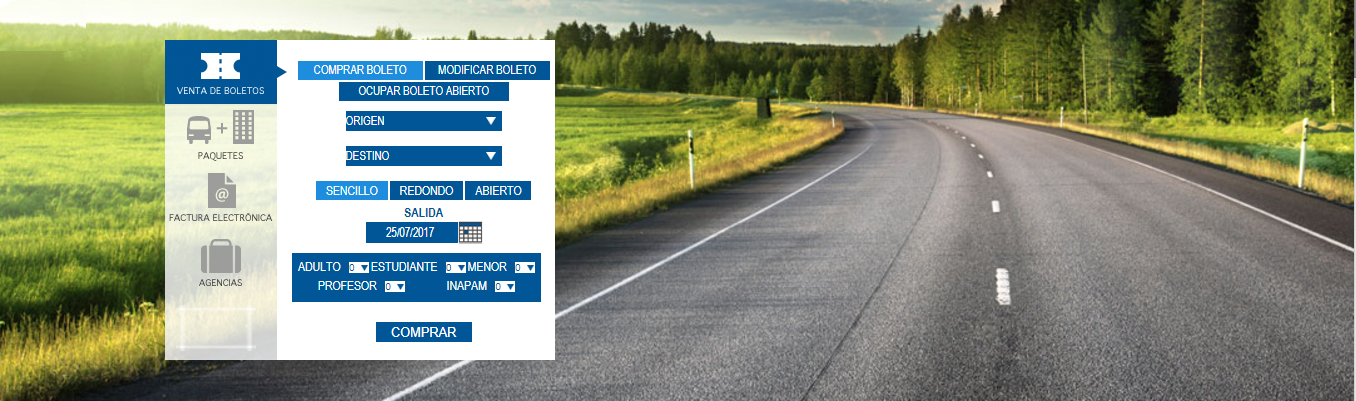 VENTA DE BOLETOS
PAQUETES
FACTURA ELECTRÓNICA
AGENCIAS
COMPRAR BOLETO MODIFICAR BOLETO
OCUPAR BOLETO ABIERTO
ORIGEN
DESTINO
SENCILLO REDONDO ABIERTO
SALIDA
25/07/2017
ADULTO 0 ESTUDIANTE 0 MENOR 0
PROFESOR 0 INAPAM 0
COMPRAR